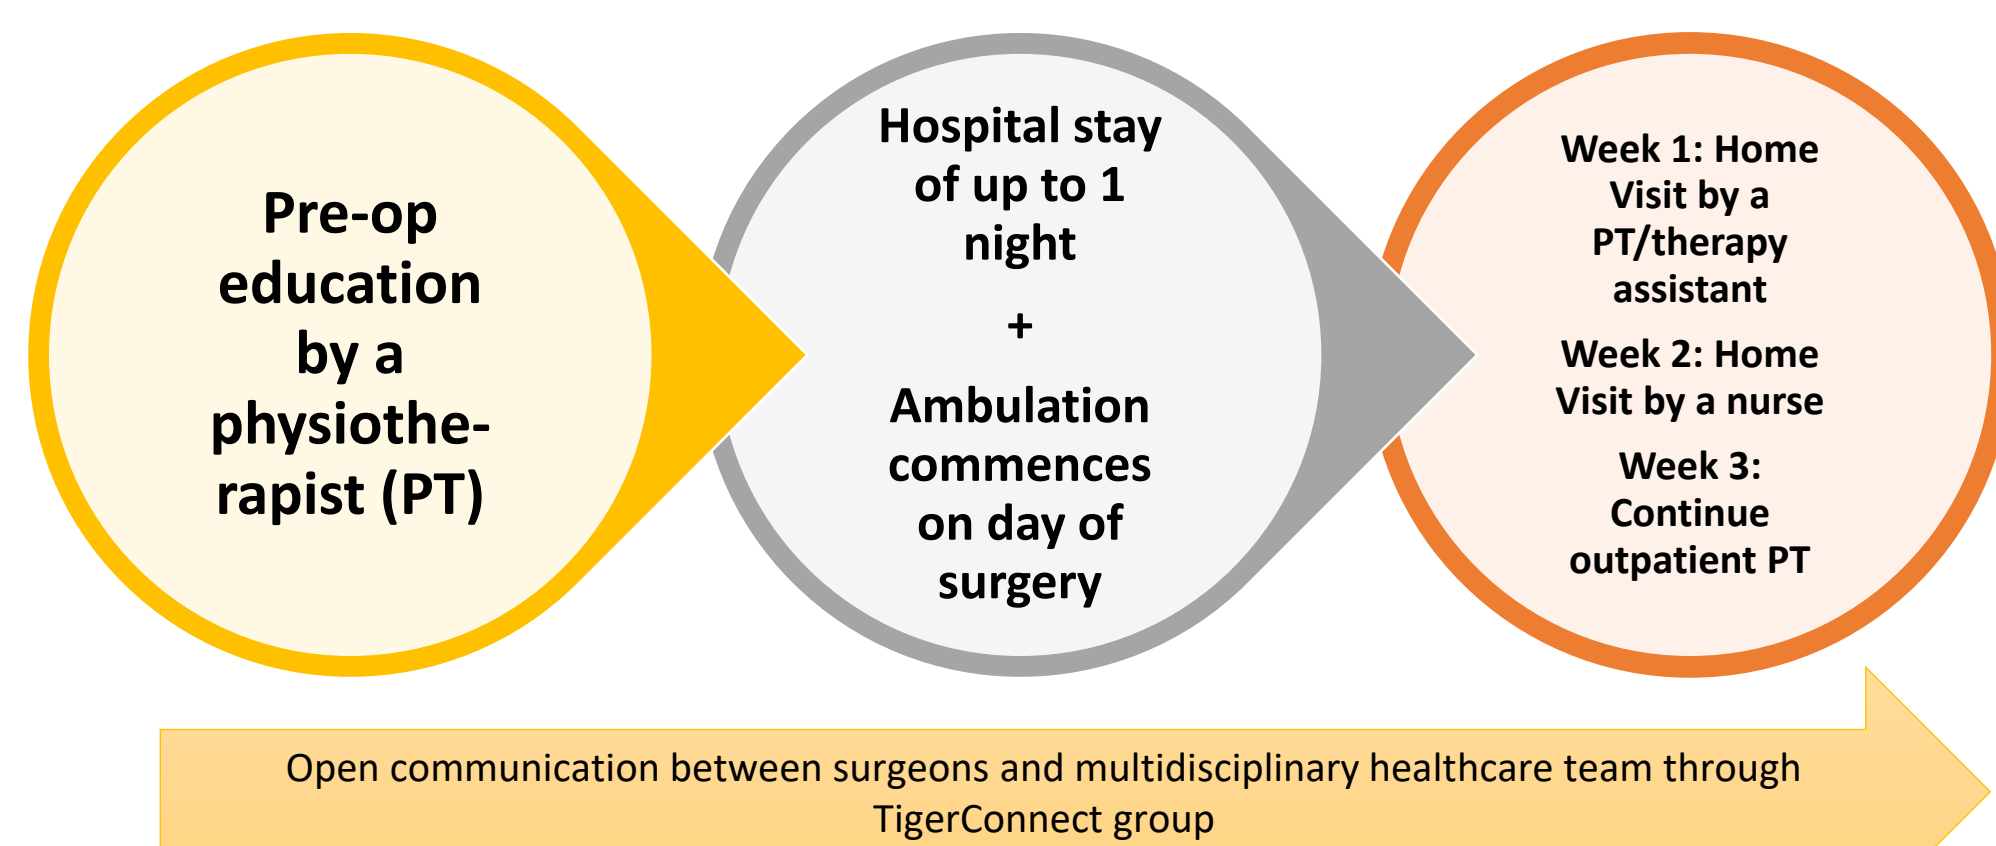 Pre-op
education
by a
physiothe-
rapist (PT)
Hospital stay
of up to 1
night
+
Ambulation
commences
on day of
surgery
Week 1: Home
Visit by a
PT/therapy
assistant
Week 2: Home
Visit by a nurse
Week 3:
Continue
outpatient PT
Open communication between surgeons and multidisciplinary healthcare team through
TigerConnect group